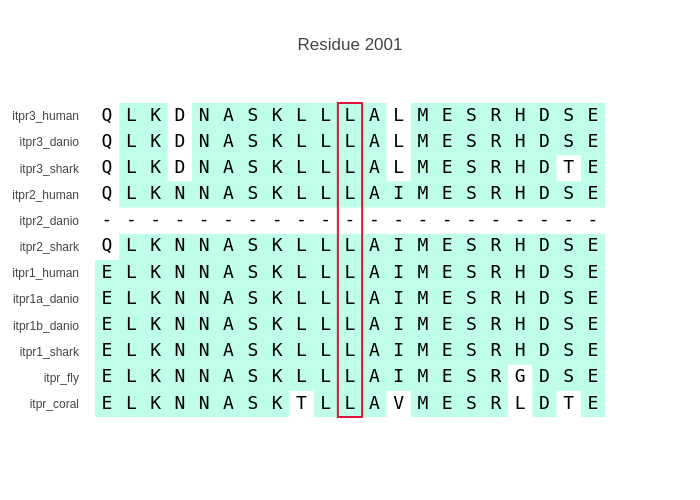 Residue 2001
itpr3_human Q L K D N A S K L L L A L M E S R H D S E
itpr3_danio Q L K D N A S K L L L A L M E S R H D S E
itpr3_shark Q L K D N A S K L L L A L M E S R H D T E
itpr2_human Q L K N N A S K L L L A I M E S R H D S E
itpr2_danio - - - - - - - - - - - - - - - - - - - - -
itpr2_shark Q L K N N A S K L L L A I M E S R H D S E
itpr1_human E L K N N A S K L L L A I M E S R H D S E
itpr1a_danio E L K N N A S K L L L A I M E S R H D S E
itpr1b_danio E L K N N A S K L L L A I M E S R H D S E
itpr1_shark E L K N N A S K L L L A I M E S R H D S E
itpr_fly E L K N N A S K L L L A I M E S R G D S E
itpr_coral E L K N N A S K T L L A V M E S R L D T E